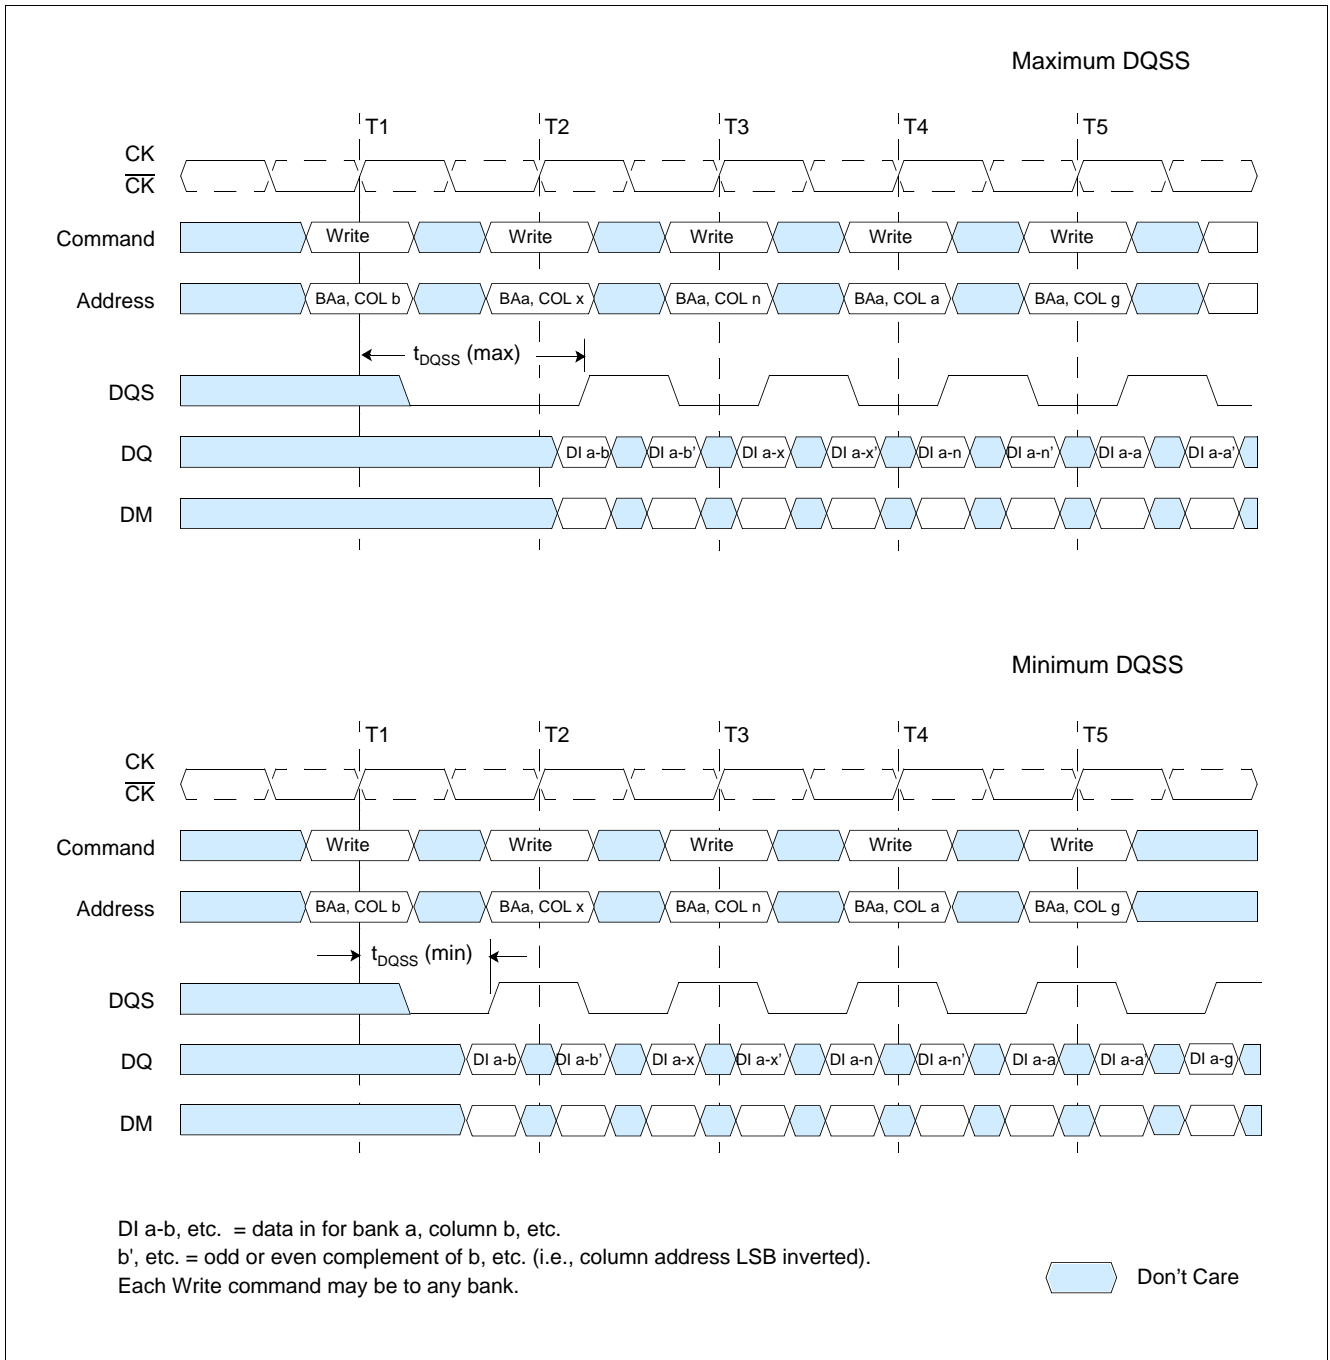 Maximum DQSS
T1 T2 T3 T4 T5
CK
CK
Command Write Write Write Write Write
Address BAa, COL b BAa, COL x BAa, COL n BAa, COL a BAa, COL g
tDQSS (max)
DQS
DQ DI a-b DI a-b' DI a-x DI a-x' DI a-n DI a-n' DI a-a DI a-a'
DM
Minimum DQSS
T1 T2 T3 T4 T5
CK
CK
Command Write Write Write Write Write
Address BAa, COL b BAa, COL x BAa, COL n BAa, COL a BAa, COL g
tDQSS (min)
DQS
DQ DI a-b DI a-b' DI a-x DI a-x' DI a-n DI a-n' DI a-a DI a-a' DI a-g
DM
DI a-b, etc. = data in for bank a, column b, etc.
b', etc. = odd or even complement of b, etc. (i.e., column address LSB inverted).
Each Write command may be to any bank.
Don't Care